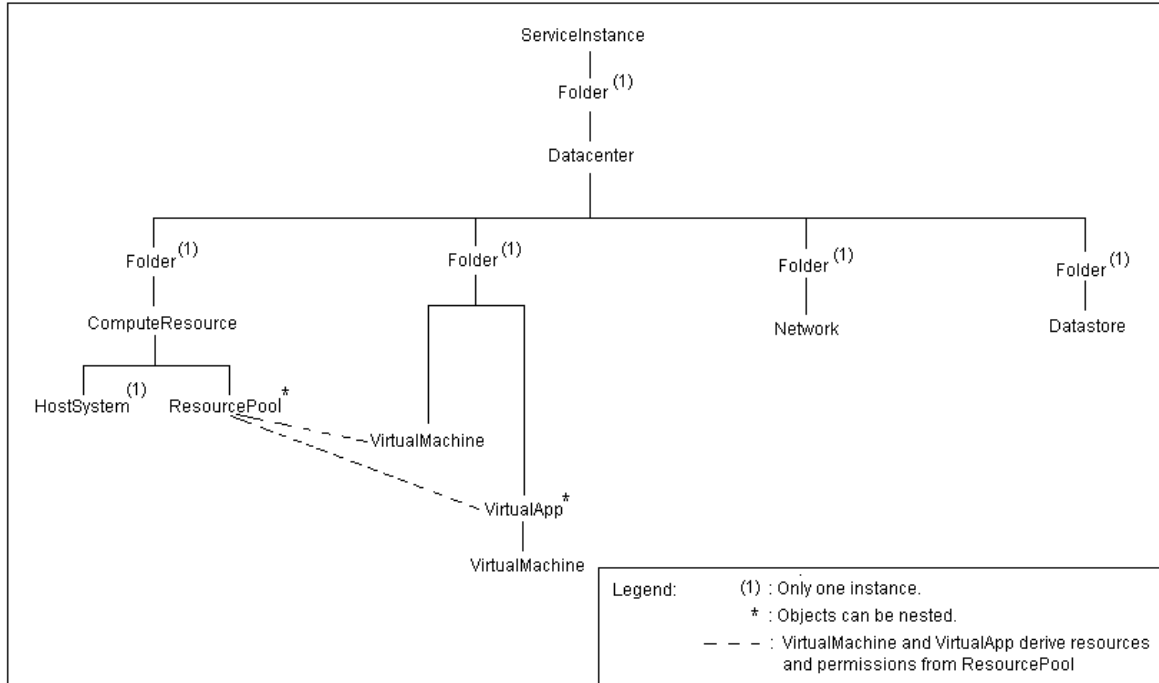 ServiceInstance
Folder (1)
Datacenter
Folder (1)
Folder (1)
Folder (1)
Folder (1)
ComputeResource
Network
Datastore
HostSystem (1)
ResourcePool *
VirtualMachine
VirtualApp *
VirtualMachine
Legend: (1) : Only one instance.
* : Objects can be nested.
— — — : VirtualMachine and VirtualApp derive resources
and permissions from ResourcePool